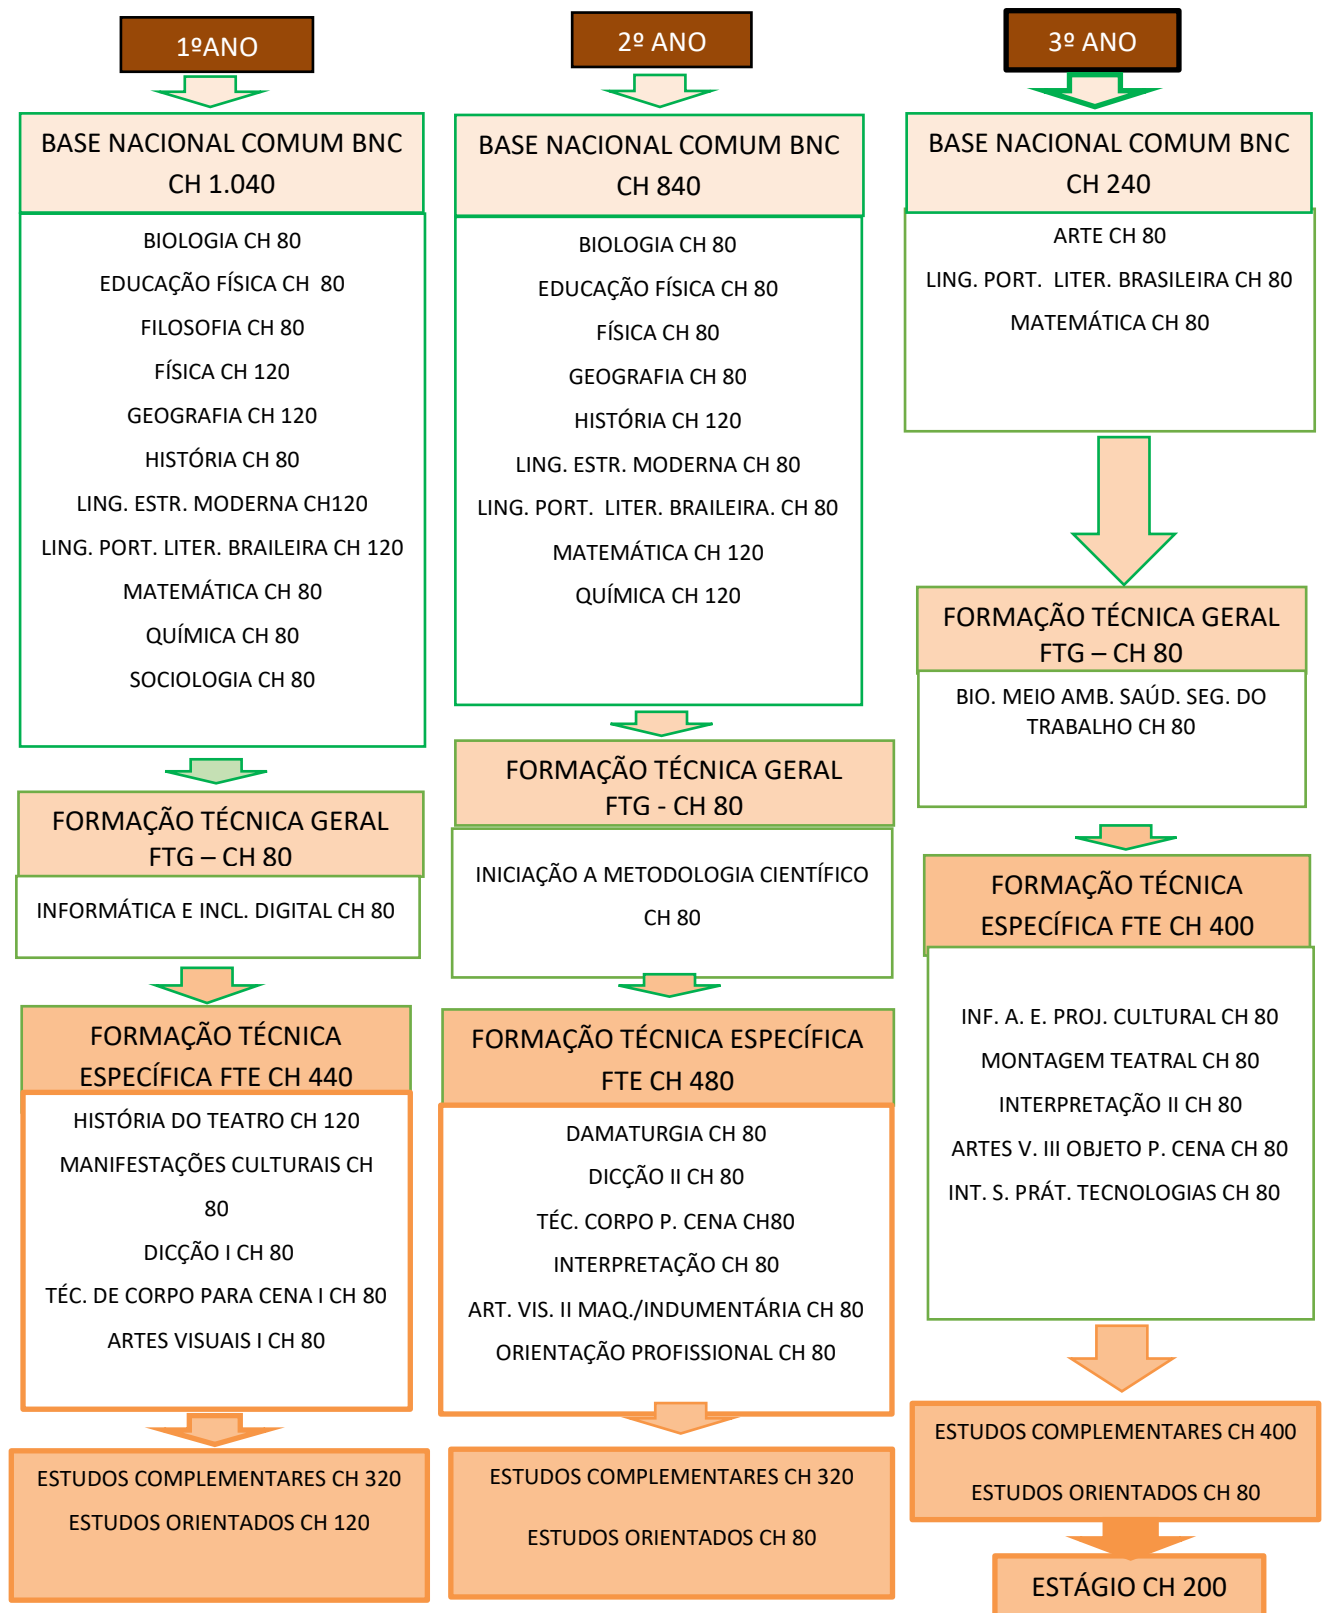 1ºANO
BASE NACIONAL COMUM BNC
CH 1.040
BIOLOGIA CH 80
EDUCAÇÃO FÍSICA CH 80
FILOSOFIA CH 80
FÍSICA CH 120
GEOGRAFIA CH 120
HISTÓRIA CH 80
LING. ESTR. MODERNA CH120
LING. PORT. LITER. BRAILEIRA CH 120
MATEMÁTICA CH 80
QUÍMICA CH 80
SOCIOLOGIA CH 80
FORMAÇÃO TÉCNICA GERAL
FTG – CH 80
INFORMÁTICA E INCL. DIGITAL CH 80
FORMAÇÃO TÉCNICA
ESPECÍFICA FTE CH 440
HISTÓRIA DO TEATRO CH 120
MANIFESTAÇÕES CULTURAIS CH
80
DICÇÃO I CH 80
TÉC. DE CORPO PARA CENA I CH 80
ARTES VISUAIS I CH 80
ESTUDOS COMPLEMENTARES CH 320
ESTUDOS ORIENTADOS CH 120
2º ANO
BASE NACIONAL COMUM BNC
CH 840
BIOLOGIA CH 80
EDUCAÇÃO FÍSICA CH 80
FÍSICA CH 80
GEOGRAFIA CH 80
HISTÓRIA CH 120
LING. ESTR. MODERNA CH 80
LING. PORT. LITER. BRAILEIRA. CH 80
MATEMÁTICA CH 120
QUÍMICA CH 120
FORMAÇÃO TÉCNICA GERAL
FTG - CH 80
INICIAÇÃO A METODOLOGIA CIENTÍFICO
CH 80
FORMAÇÃO TÉCNICA ESPECÍFICA
FTE CH 480
DAMATURGIA CH 80
DICÇÃO II CH 80
TÉC. CORPO P. CENA CH80
INTERPRETAÇÃO CH 80
ART. VIS. II MAQ./INDUMENTÁRIA CH 80
ORIENTAÇÃO PROFISSIONAL CH 80
ESTUDOS COMPLEMENTARES CH 320
ESTUDOS ORIENTADOS CH 80
3º ANO
BASE NACIONAL COMUM BNC
CH 240
ARTE CH 80
LING. PORT. LITER. BRASILEIRA CH 80
MATEMÁTICA CH 80
FORMAÇÃO TÉCNICA GERAL
FTG – CH 80
BIO. MEIO AMB. SAÚD. SEG. DO
TRABALHO CH 80
FORMAÇÃO TÉCNICA
ESPECÍFICA FTE CH 400
INF. A. E. PROJ. CULTURAL CH 80
MONTAGEM TEATRAL CH 80
INTERPRETAÇÃO II CH 80
ARTES V. III OBJETO P. CENA CH 80
INT. S. PRÁT. TECNOLOGIAS CH 80
ESTUDOS COMPLEMENTARES CH 400
ESTUDOS ORIENTADOS CH 80
ESTÁGIO CH 200